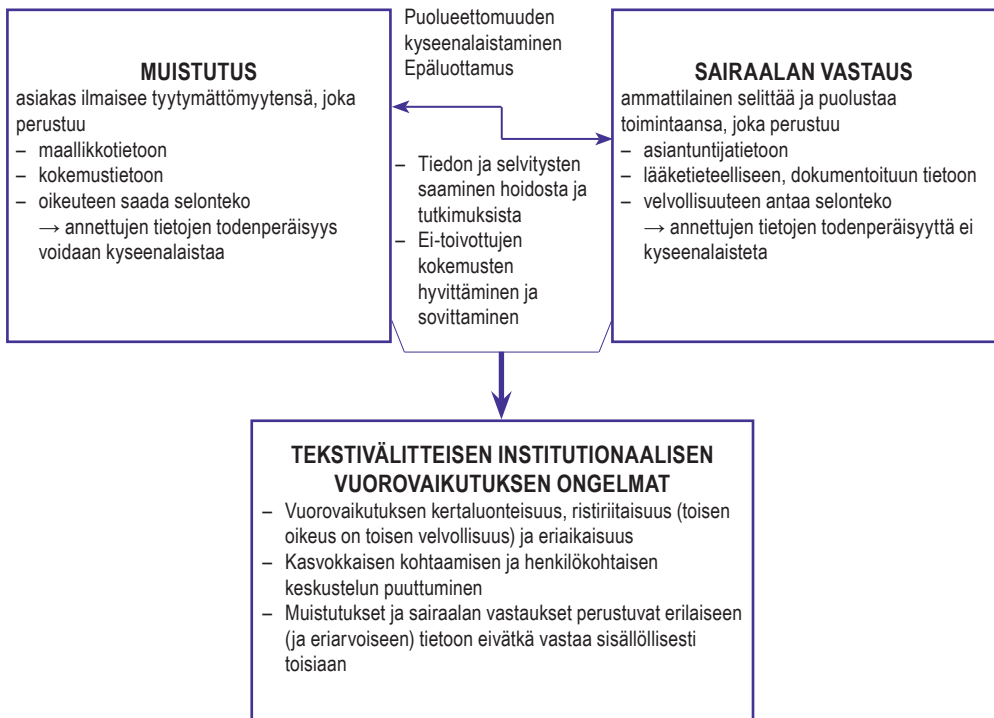 MUISTUTUS
asiakas ilmaisee tyytymättömyytensä, joka
perustuu
– maallikkotietoon
– kokemustietoon
– oikeuteen saada selonteko
→ annettujen tietojen todenperäisyys
voidaan kyseenalaistaa
Puolueettomuuden
kyseenalaistaminen
Epäluottamus
– Tiedon ja selvitysten
saaminen hoidosta ja
tutkimuksista
– Ei-toivottujen
kokemusten
hyvittäminen ja
sovittaminen
SAIRAALAN VASTAUS
ammattilainen selittää ja puolustaa
toimintaansa, joka perustuu
– asiantuntijatietoon
– lääketieteelliseen, dokumentoituun tietoon
– velvollisuuteen antaa selonteko
→ annettujen tietojen todenperäisyyttä ei
kyseenalaisteta
TEKSTIVÄLITTEISEN INSTITUTIONAALISEN
VUOROVAIKUTUKSEN ONGELMAT
– Vuorovaikutuksen kertaluonteisuus, ristiriitaisuus (toisen
oikeus on toisen velvollisuus) ja eriaikaisuus
– Kasvokkaisen kohtaamisen ja henkilökohtaisen
keskustelun puuttuminen
– Muistutukset ja sairaalan vastaukset perustuvat erilaiseen
(ja eriarvoiseen) tietoon eivätkä vastaa sisällöllisesti
toisiaan